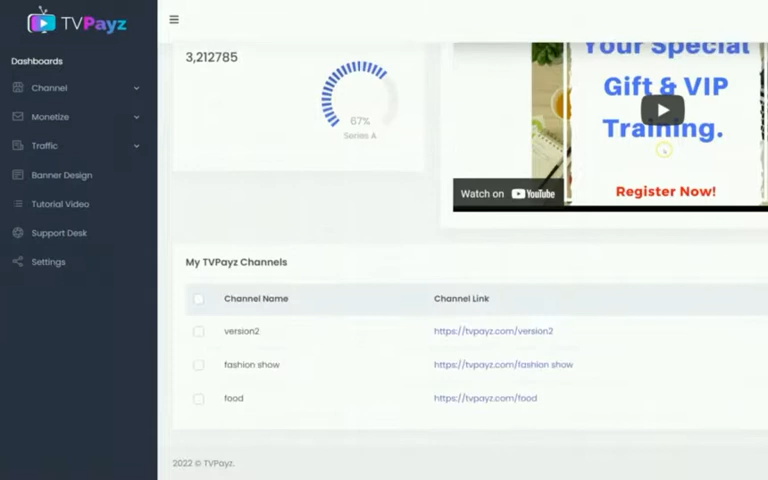 TVPayz
Dashboards
Channel
Monetize
Traffic
Banner Design
Tutorial Video
Support Desk
Settings
3,212785
67%
Series A
Your Special
Gift & VIP
Training.
Register Now!
Watch on YouTube
My TVPayz Channels
Channel Name Channel Link
version2 https://tvpayz.com/version2
fashion show https://tvpayz.com/fashion show
food https://tvpayz.com/food
2022 © TVPayz.